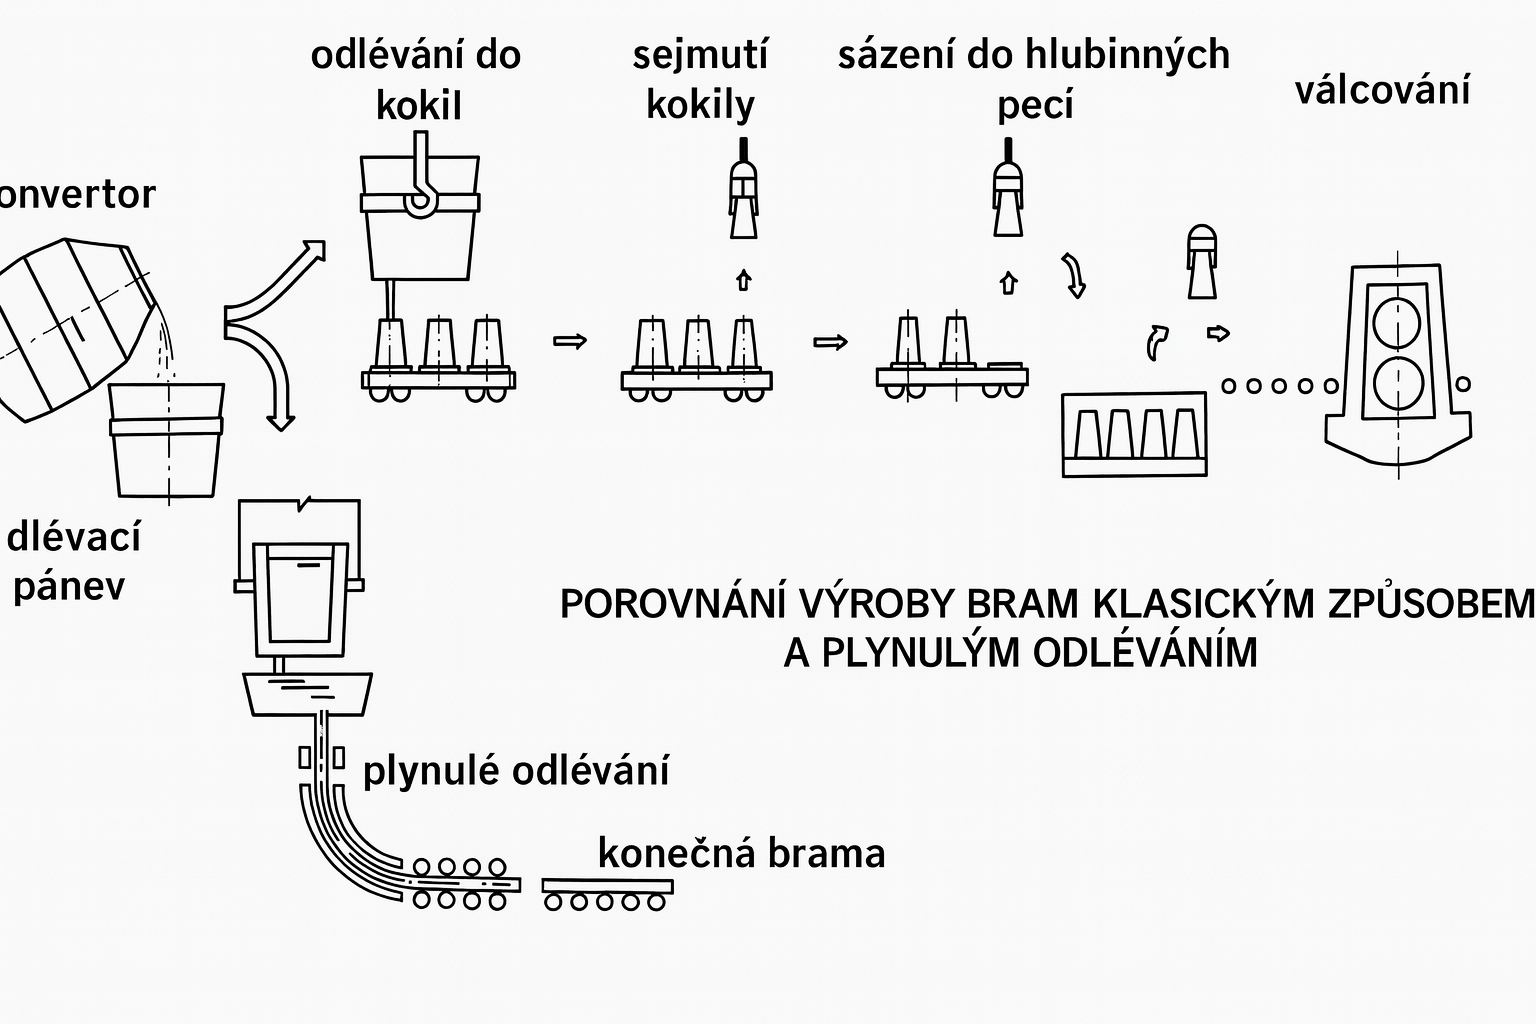 odlévání do
kokil
sejmutí
kokily
sázení do hlubinných
pecí
válcování
onvertor
dlévací
pánev
POROVNÁNÍ VÝROBY BRAM KLASICKÝM ZPŮSOBEM
A PLYNULÝM ODLÉVÁNÍM
plynulé odlévání
konečná brama